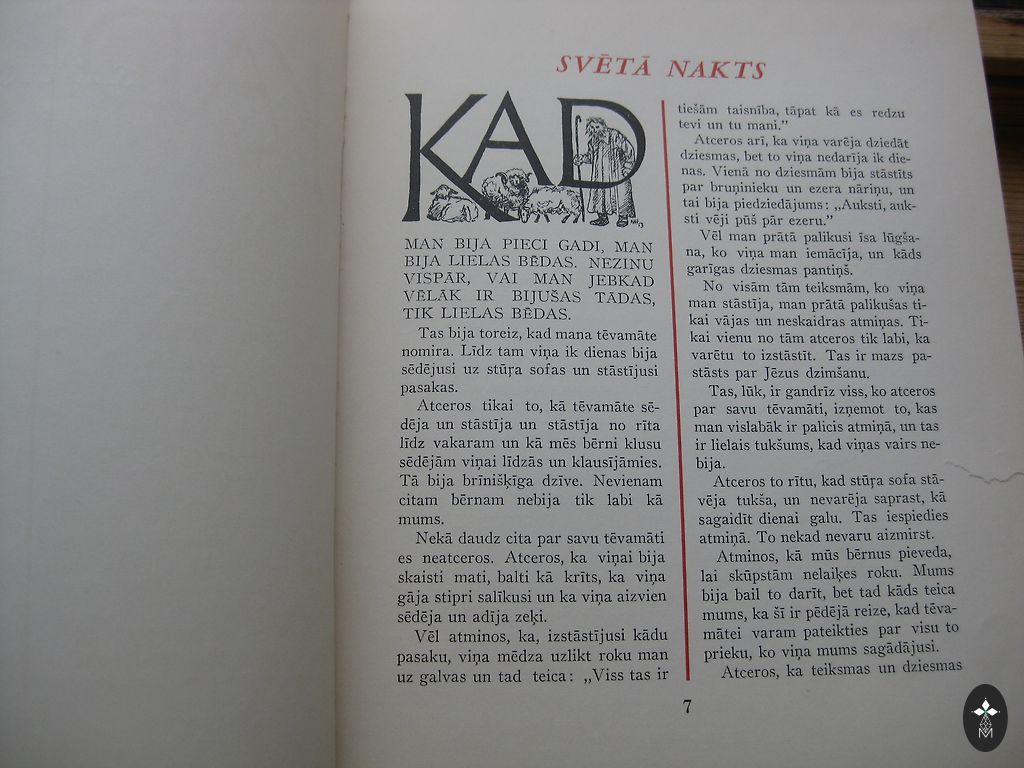 SVĒTĀ NAKTS
KAD
MAN BIJA PIECI GADI, MAN
BIJA LIELAS BĒDAS. NEZINU
VISPĀR, VAI MAN JEBKAD
VĒLĀK IR BIJUŠAS TĀDAS,
TIK LIELAS BĒDAS.
Tas bija toreiz, kad mana tēvamāte
nomira. Līdz tam viņa ik dienas bija
sēdējusi uz stūŗa sofas un stāstījusi
pasakas.
Atceros tikai to, kā tēvamāte sē-
dēja un stāstīja un stāstīja no rīta
līdz vakaram un kā mēs bērni klusu
sēdējām viņai līdzās un klausījāmies.
Tā bija brīnišķīga dzīve. Nevienam
citam bērnam nebija tik labi kā
mums.
Nekā daudz cita par savu tēvamāti
es neatceros. Atceros, ka viņai bija
skaisti mati, balti kā krīts, ka viņa
gāja stipri salīkusi un ka viņa aizvien
sēdēja un adīja zeķi.
Vēl atminos, ka, izstāstījusi kādu
pasaku, viņa mēdza uzlikt roku man
uz galvas un tad teica: „Viss tas ir
tiešām taisnība, tāpat kā es redzu
tevi un tu mani.”
Atceros arī, ka viņa varēja dziedāt
dziesmas, bet to viņa nedarīja ik die-
nas. Vienā no dziesmām bija stāstīts
par bruņinieku un ezera nāriņu, un
tai bija piedziedājums: „Auksti, auk-
sti vēji pūš pār ezeru.”
Vēl man prātā palikusi īsa lūgša-
na, ko viņa man iemācīja, un kāds
garīgas dziesmas pantiņš.
No visām tām teiksmām, ko viņa
man stāstīja, man prātā palikušas ti-
kai vājas un neskaidras atmiņas. Ti-
kai vienu no tām atceros tik labi, ka
varētu to izstāstīt. Tas ir mazs pa-
stāsts par Jēzus dzimšanu.
Tas, lūk, ir gandrīz viss, ko atceros
par savu tēvamāti, izņemot to, kas
man vislabāk ir palicis atmiņā, un tas
ir lielais tukšums, kad viņas vairs ne-
bija.
Atceros to rītu, kad stūŗa sofa stā-
vēja tukša, un nevarēja saprast, kā
sagaidīt dienai galu. Tas iespiedies
atmiņā. To nekad nevaru aizmirst.
Atminos, kā mūs bērnus pieveda,
lai skūpstām nelaiķes roku. Mums
bija bail to darīt, bet tad kāds teica
mums, ka šī ir pēdējā reize, kad tēva-
mātei varam pateikties par visu to
prieku, ko viņa mums sagādājusi.
Atceros, ka teiksmas un dziesmas
7
M